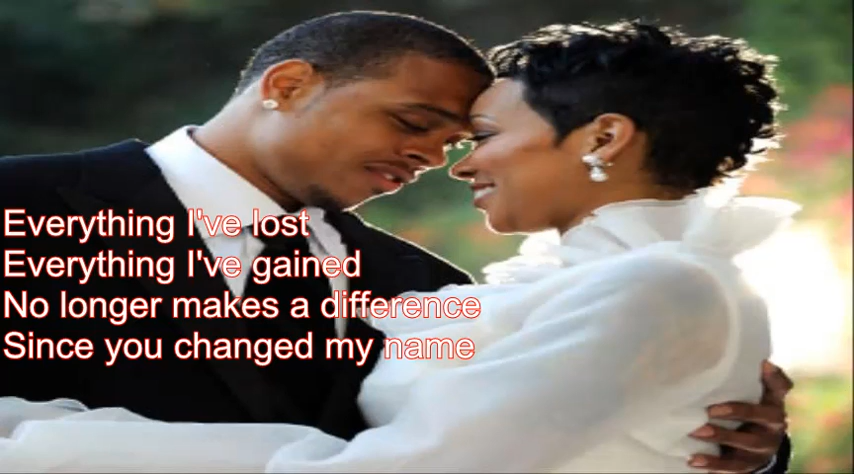 Everything I've lost
Everything I've gained
No longer makes a difference
Since you changed my name